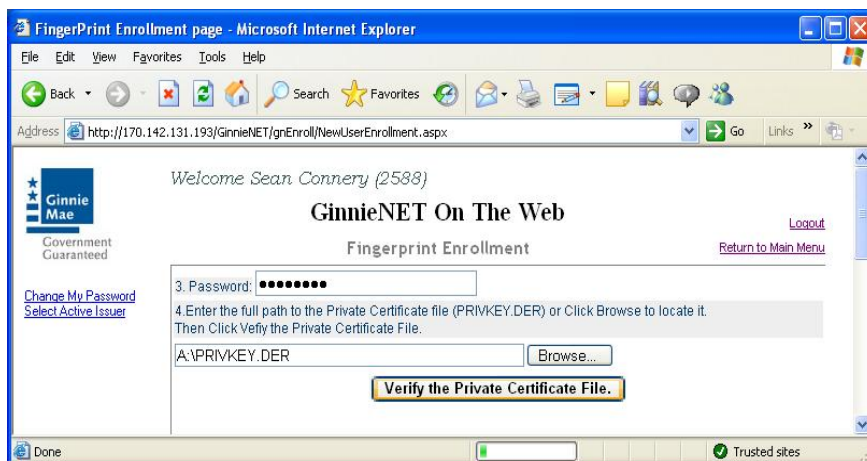 FingerPrint Enrollment page - Microsoft Internet Explorer
File Edit View Favorites Tools Help
Back Search Favorites
Address http://170.142.131.193/GinnieNET/gnEnroll/NewUserEnrollment.aspx Go Links »
Welcome Sean Connery (2588)
Ginnie
Mae
Government
Guaranteed
GinnieNET On The Web
Logout
Fingerprint Enrollment
Return to Main Menu
Change My Password
Select Active Issuer
3. Password: ●●●●●●●●
4.Enter the full path to the Private Certificate file (PRIVKEY.DER) or Click Browse to locate it.
Then Click Vefiy the Private Certificate File.
A:\PRIVKEY.DER Browse...
Verify the Private Certificate File.
Done Trusted sites